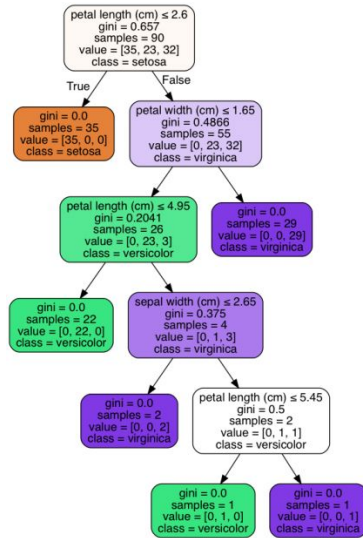 petal length (cm) ≤ 2.6
gini = 0.657
samples = 90
value = [35, 23, 32]
class = setosa
True
False
gini = 0.0
samples = 35
value = [35, 0, 0]
class = setosa
petal width (cm) ≤ 1.65
gini = 0.4866
samples = 55
value = [0, 23, 32]
class = virginica
petal length (cm) ≤ 4.95
gini = 0.2041
samples = 26
value = [0, 23, 3]
class = versicolor
gini = 0.0
samples = 29
value = [0, 0, 29]
class = virginica
gini = 0.0
samples = 22
value = [0, 22, 0]
class = versicolor
sepal width (cm) ≤ 2.65
gini = 0.375
samples = 4
value = [0, 1, 3]
class = virginica
gini = 0.0
samples = 2
value = [0, 0, 2]
class = virginica
petal length (cm) ≤ 5.45
gini = 0.5
samples = 2
value = [0, 1, 1]
class = versicolor
gini = 0.0
samples = 1
value = [0, 1, 0]
class = versicolor
gini = 0.0
samples = 1
value = [0, 0, 1]
class = virginica